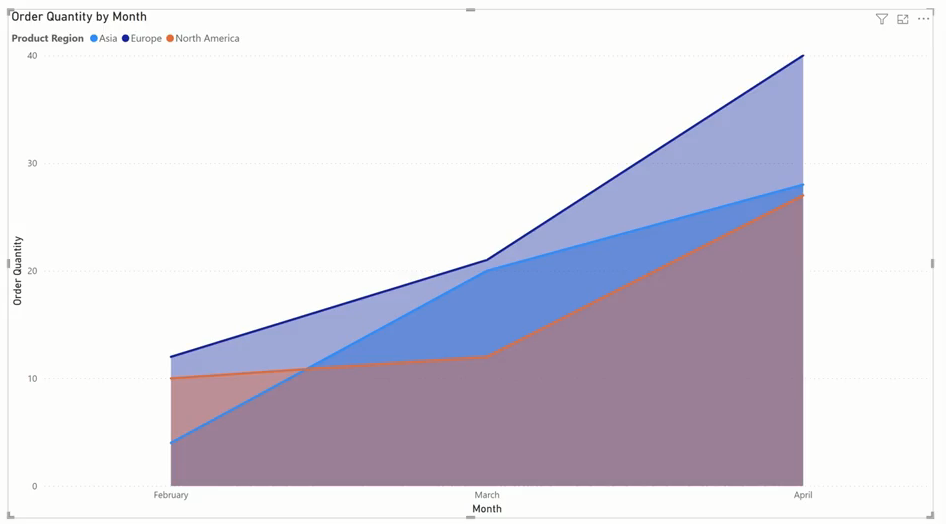 Order Quantity by Month
Product Region Asia Europe North America
40
30
20
10
0
Order Quantity
February March April
Month